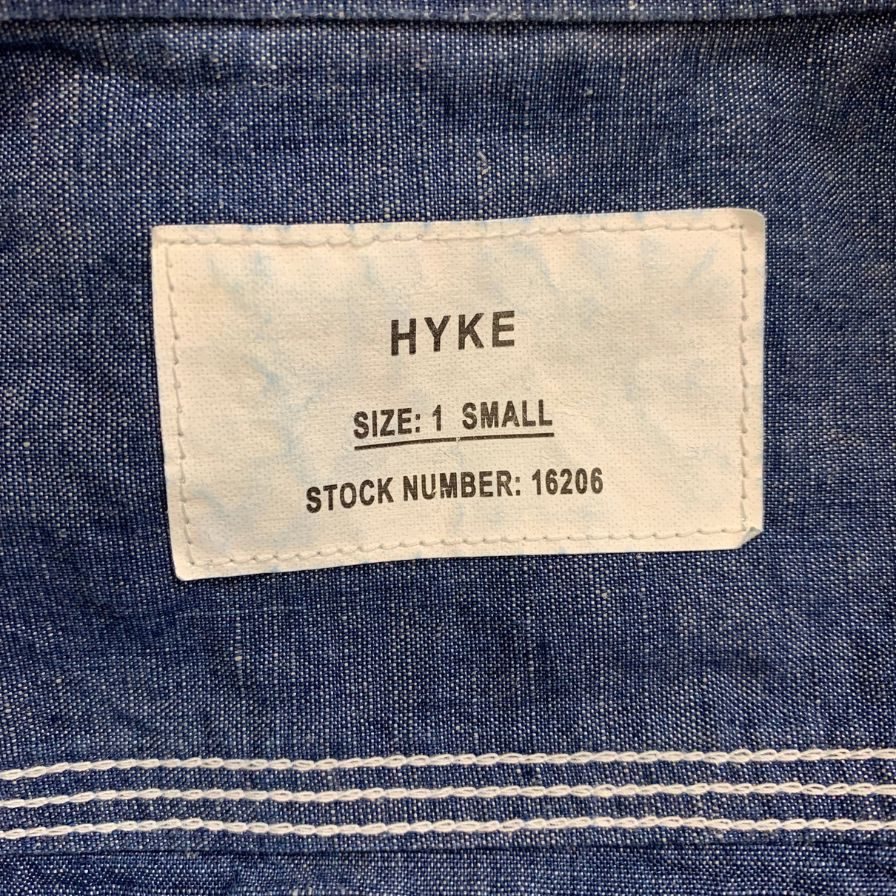 HYKE
SIZE: 1 SMALL
STOCK NUMBER: 16206